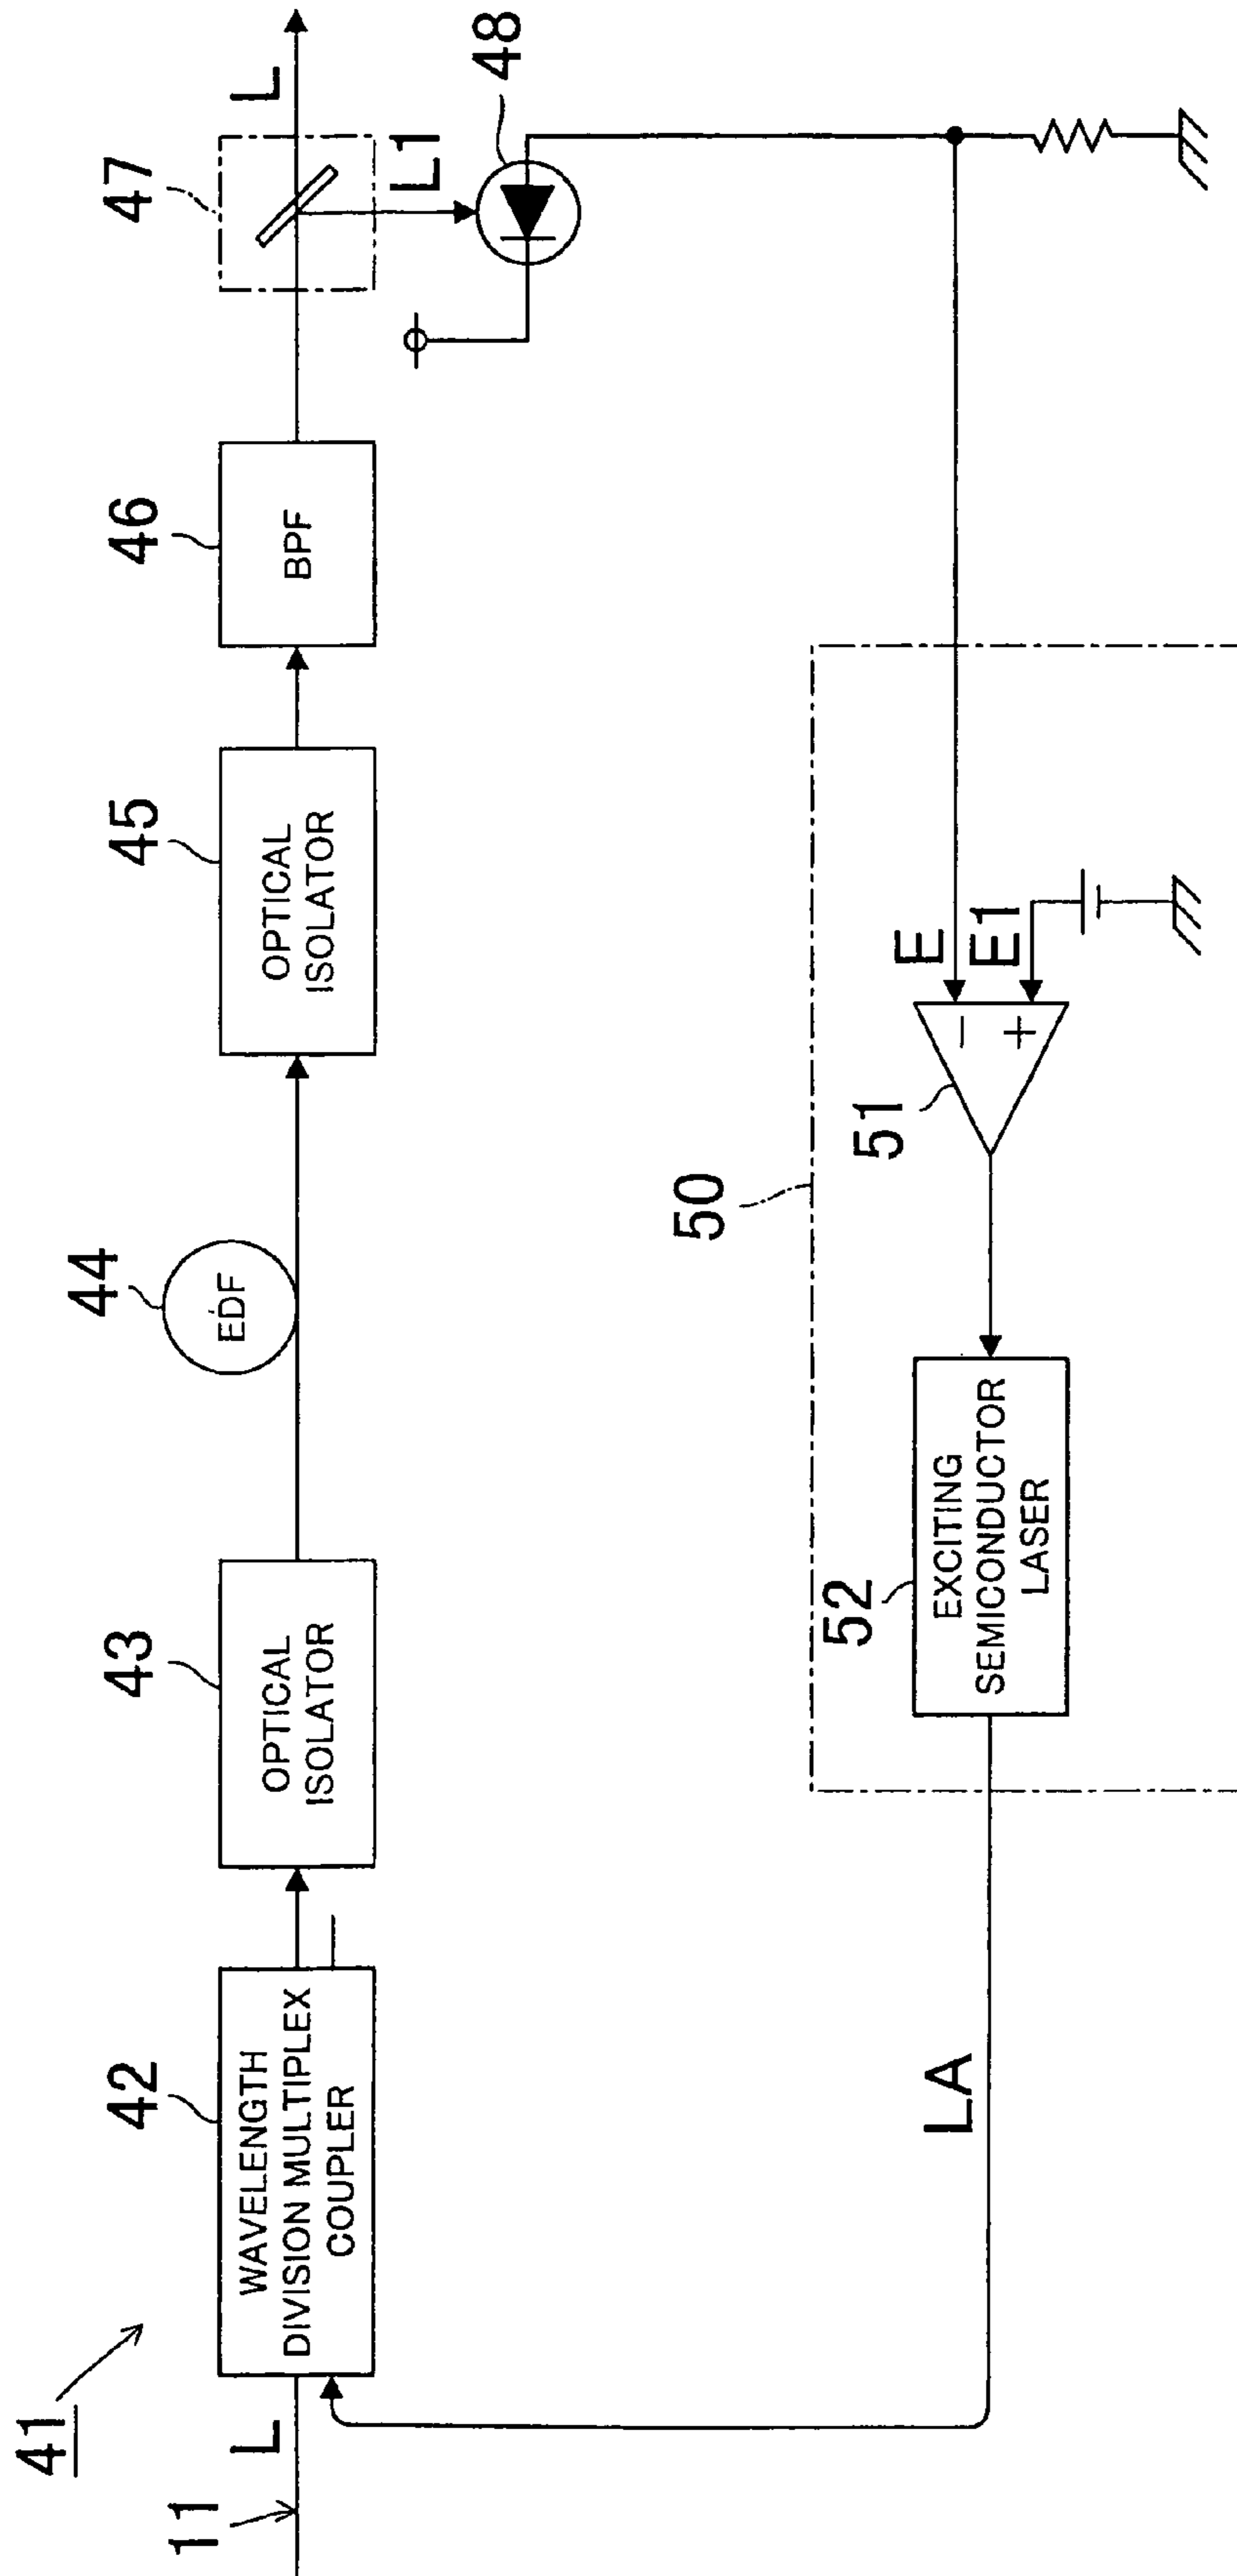 41
11
L
42
WAVELENGTH
DIVISION MULTIPLEX
COUPLER
43
OPTICAL
ISOLATOR
44
EDF
45
OPTICAL
ISOLATOR
46
BPF
47
L
L1
48
50
52
EXCITING
SEMICONDUCTOR
LASER
51
−
+
E
E1
LA